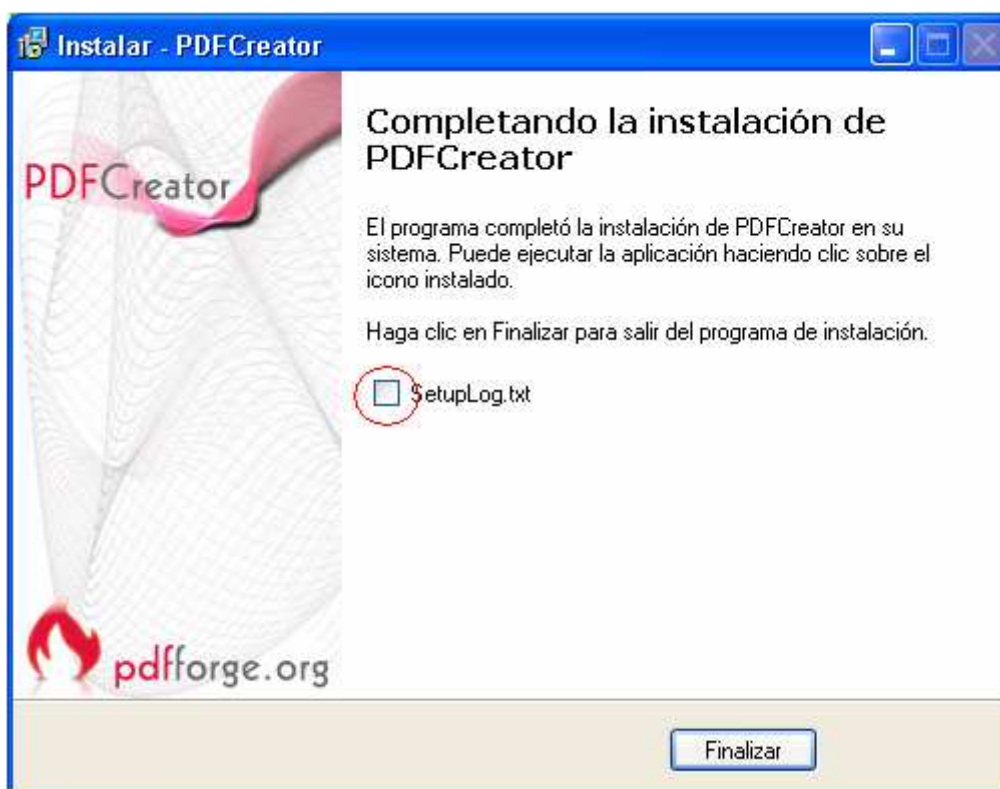 Instalar - PDFCreator
PDFCreator
Completando la instalación de
PDFCreator
El programa completó la instalación de PDFCreator en su
sistema. Puede ejecutar la aplicación haciendo clic sobre el
icono instalado.
Haga clic en Finalizar para salir del programa de instalación.
SetupLog.txt
pdfforge.org
Finalizar